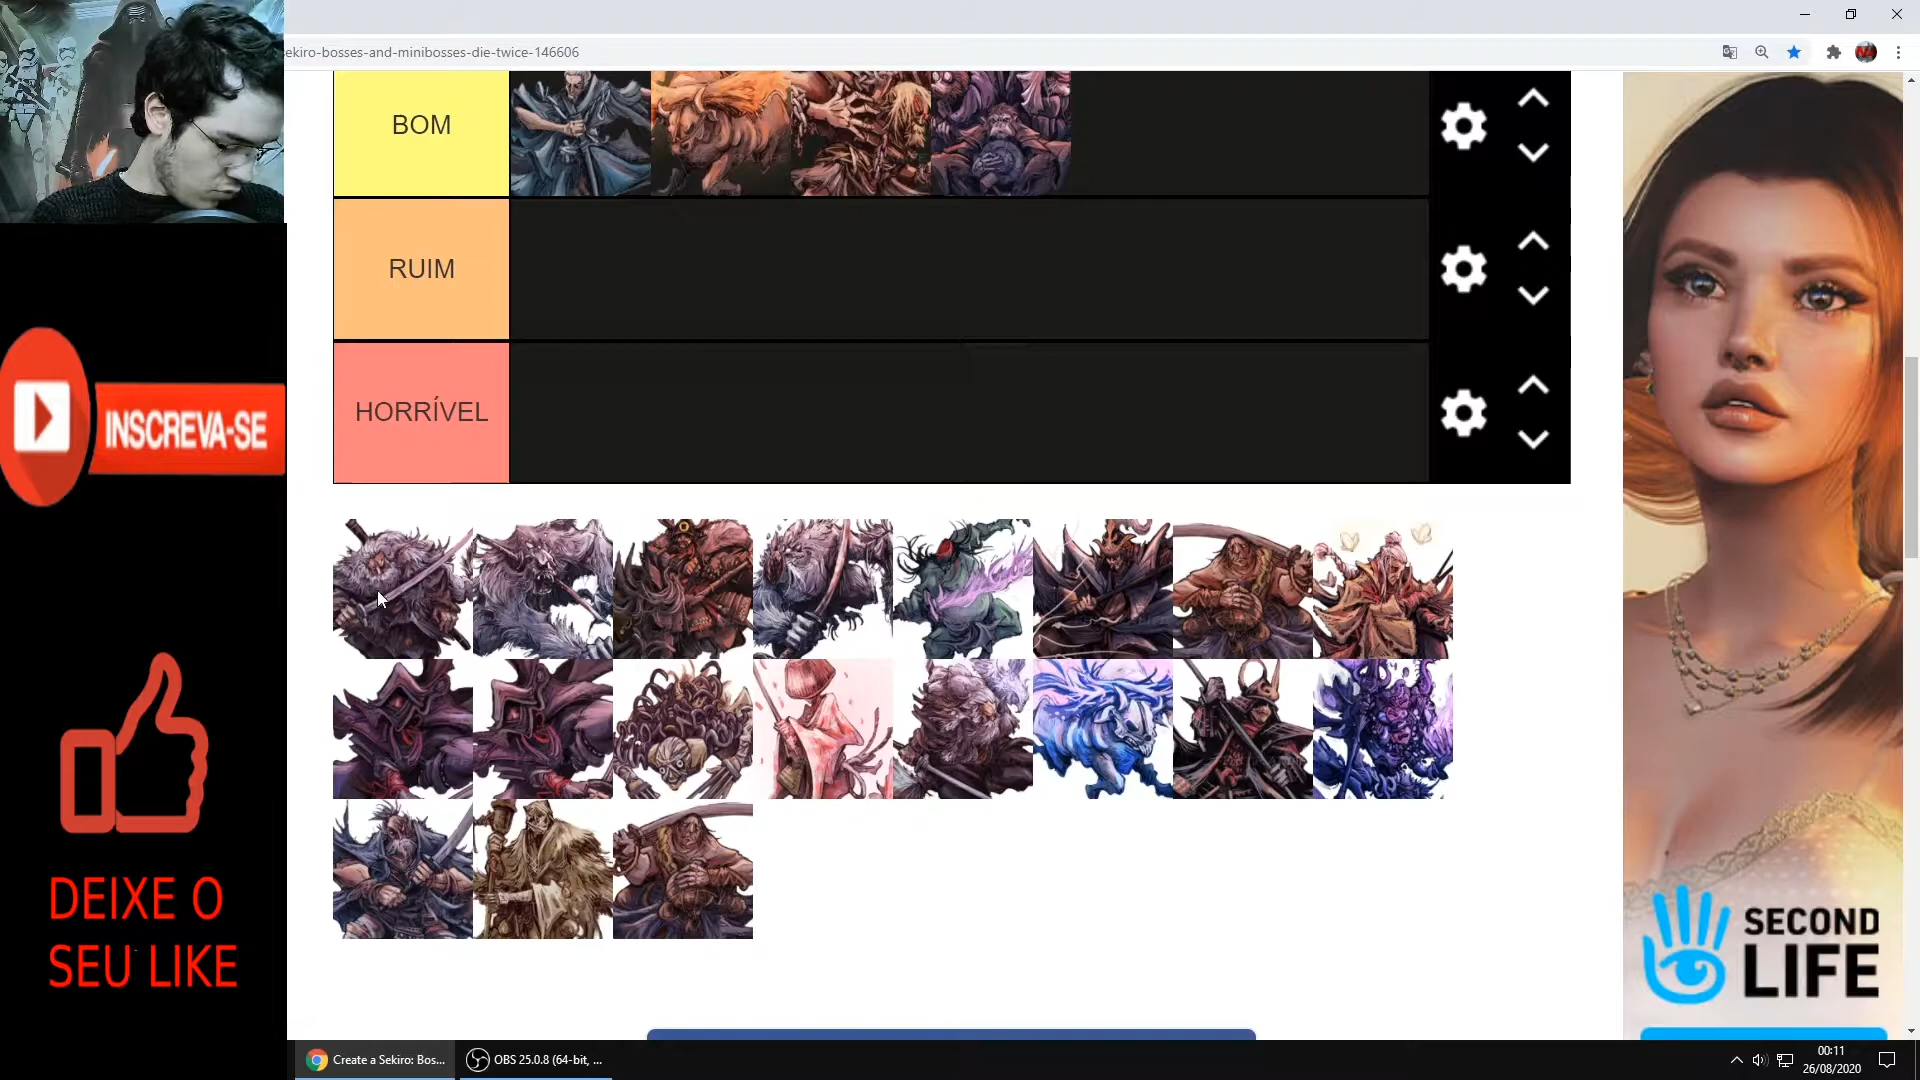 ekiro-bosses-and-minibosses-die-twice-146606
BOM
RUIM
HORRÍVEL
INSCREVA-SE
DEIXE O
SEU LIKE
SECOND
LIFE
Create a Sekiro: Bos...
OBS 25.0.8 (64-bit, ...
00:11
26/08/2020